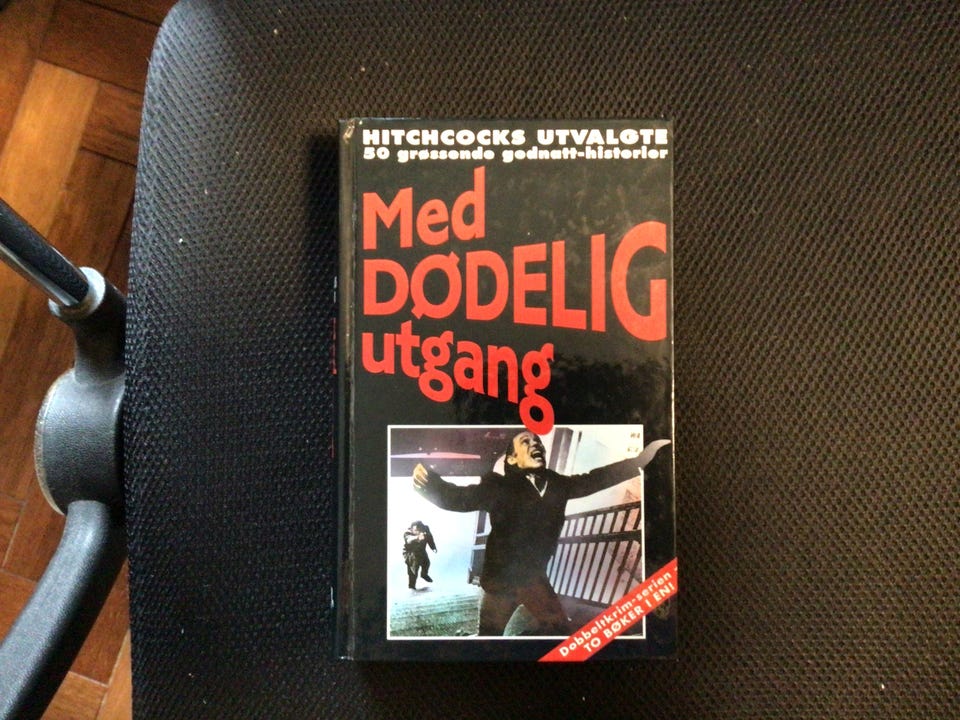 HITCHCOCKS UTVALGTE
50 grøssende godnatt-historier
Med
DØDELIG
utgang
Dobbeltkrim-serien -
TO BØKER I EN!